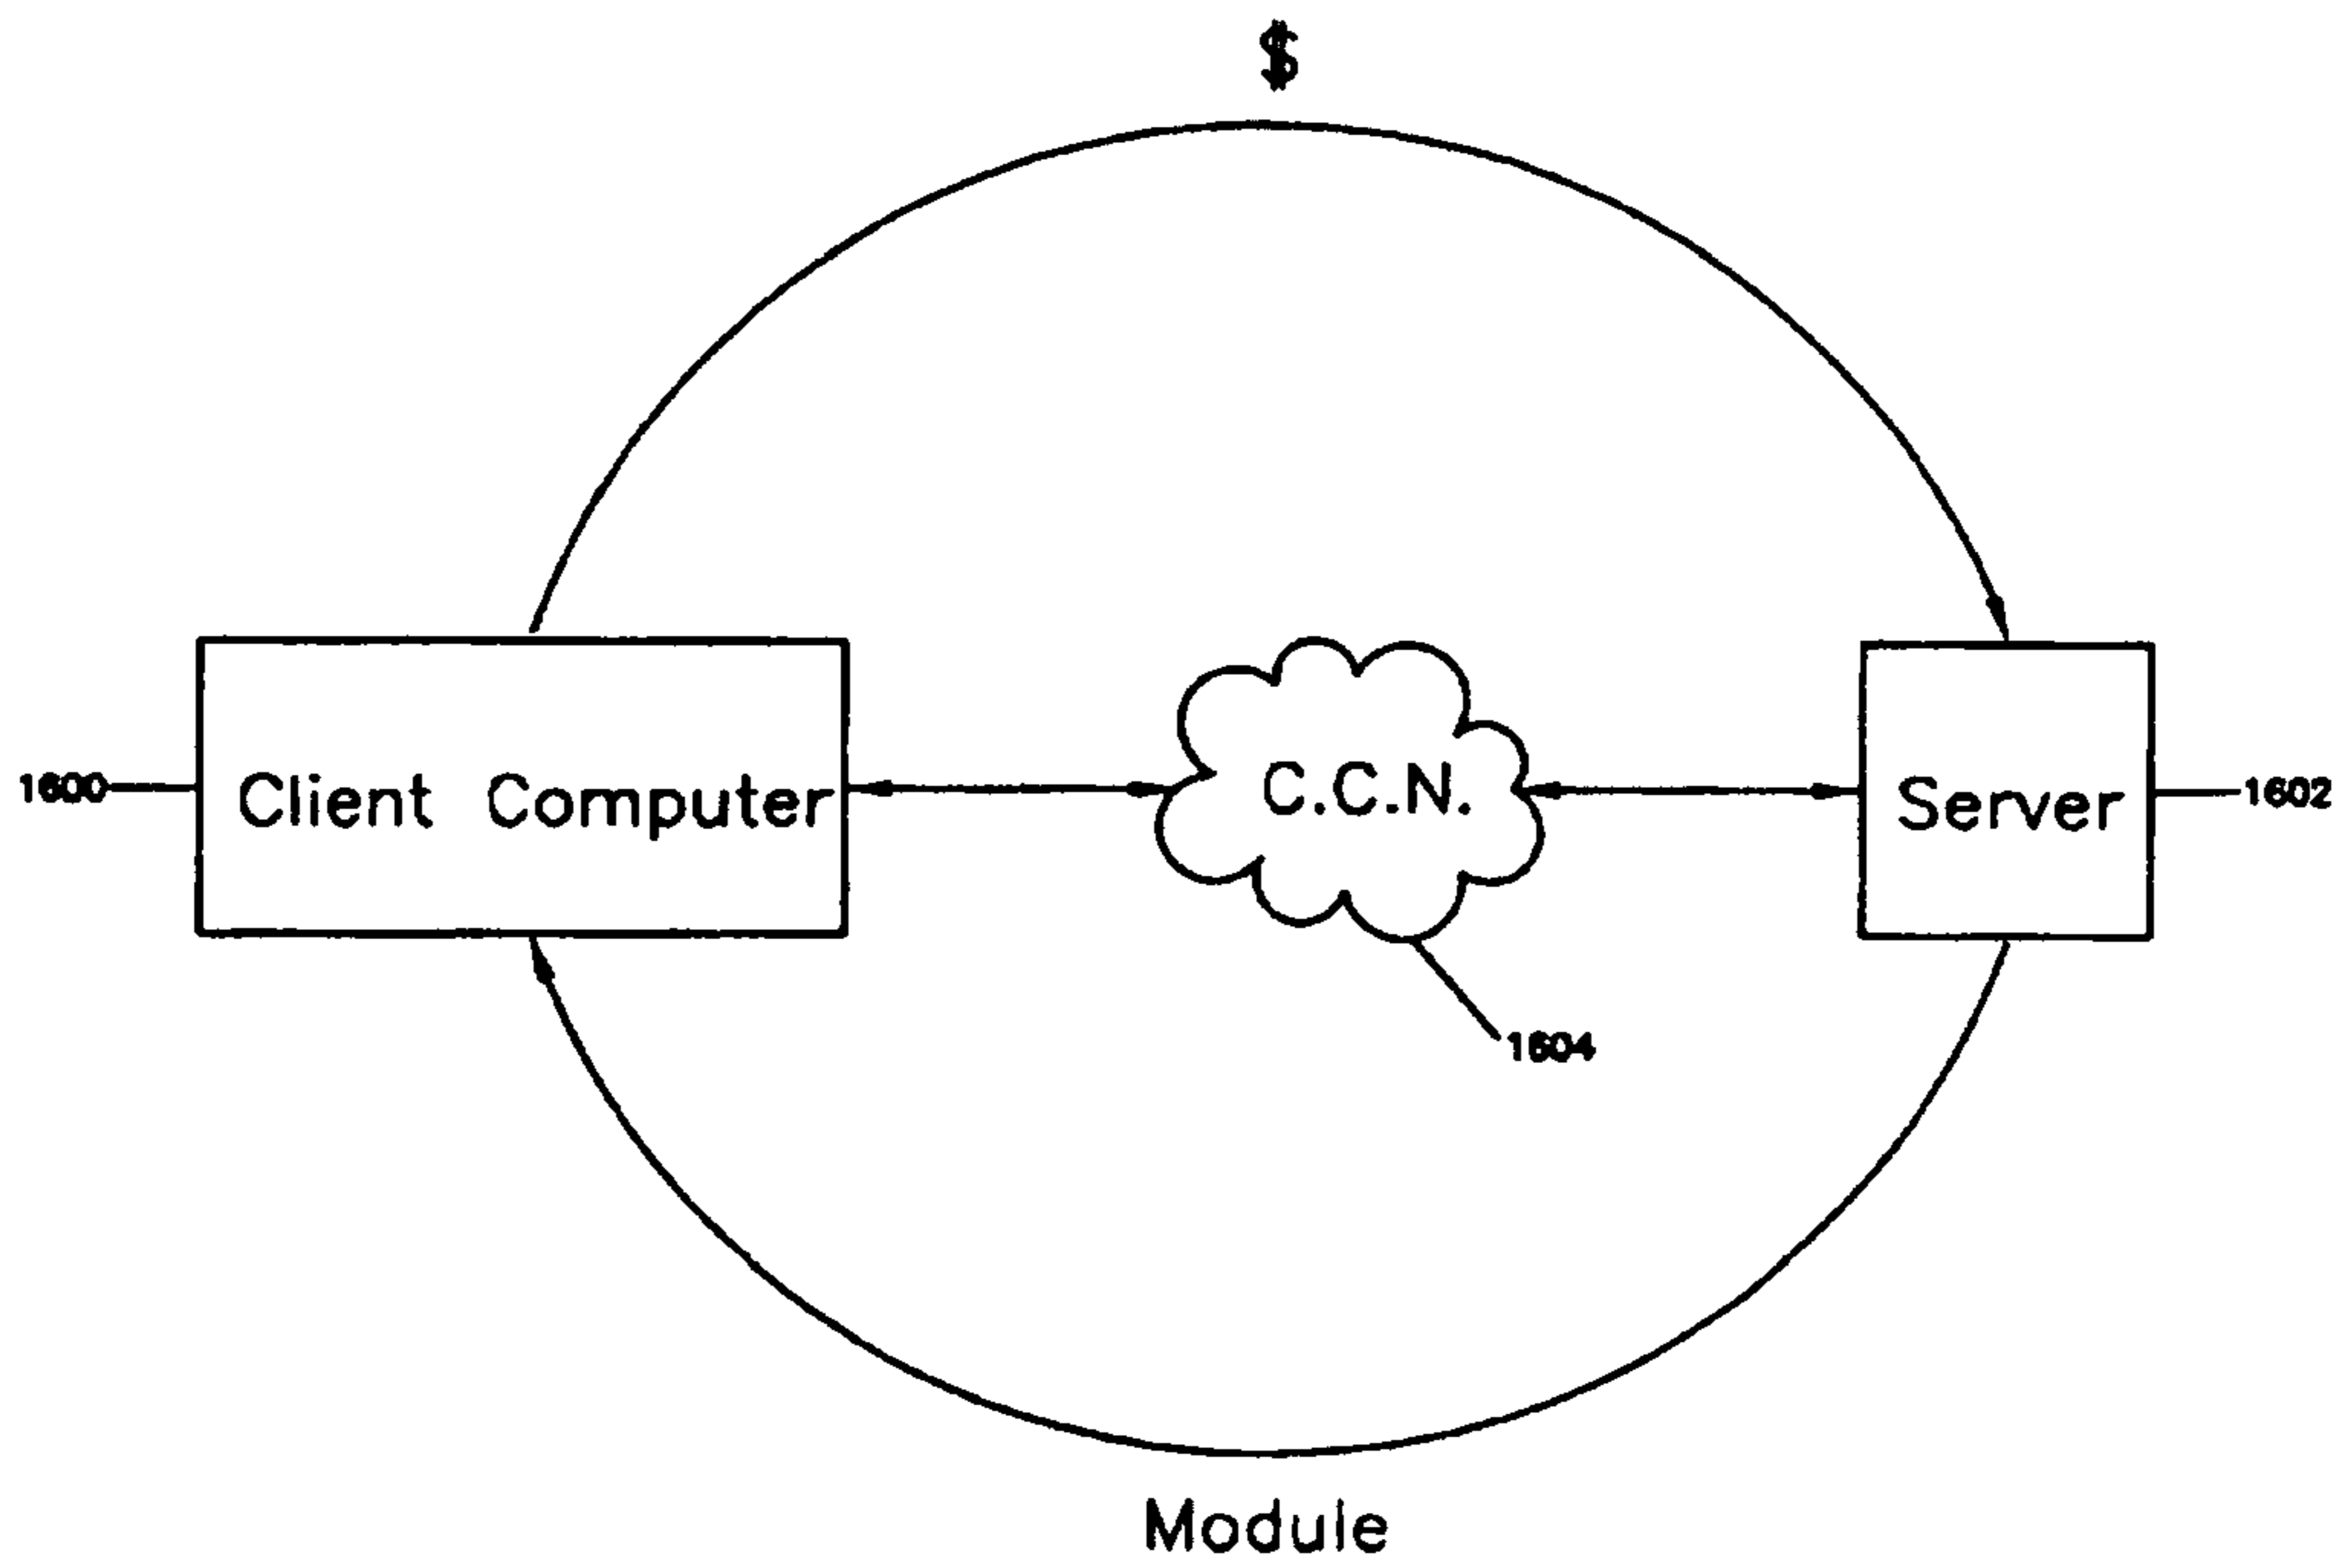 $
1600
Client Computer
C.C.N.
Server
1602
1604
Module